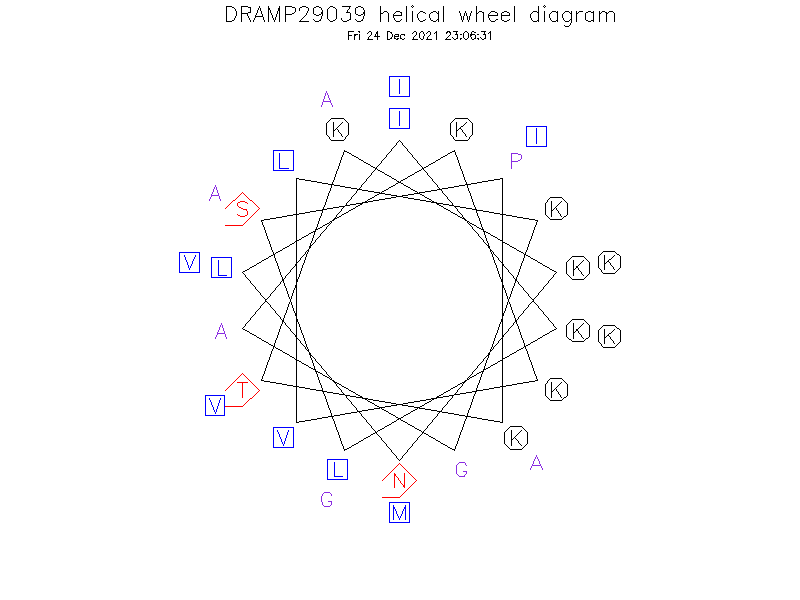 DRAMP29039 helical wheel diagram
Fri 24 Dec 2021 23:06:31
I
A
I
K
K
I
L
P
A
S
K
V
L
K
K
A
K
K
T
K
V
V
K
A
L
G
N
G
M